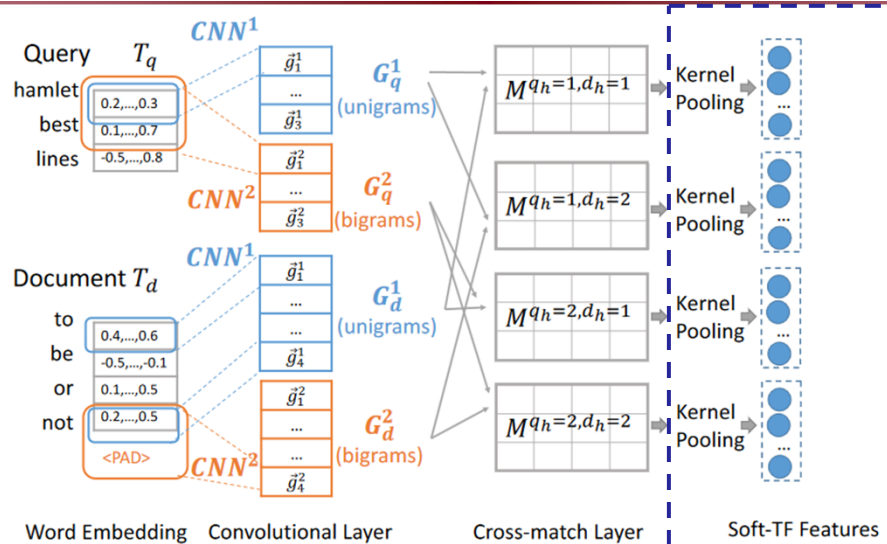 Query T_q
hamlet
best
lines
0.2,...,0.3
0.1,...,0.7
-0.5,...,0.8
CNN^1
g⃗_1^1
...
g⃗_3^1
G_q^1
(unigrams)
CNN^2
g⃗_1^2
...
g⃗_3^2
G_q^2
(bigrams)
Document T_d
to
be
or
not
0.4,...,0.6
-0.5,...,-0.1
0.1,...,0.5
0.2,...,0.5
<PAD>
CNN^1
g⃗_1^1
...
...
g⃗_4^1
G_d^1
(unigrams)
CNN^2
g⃗_1^2
...
...
g⃗_4^2
G_d^2
(bigrams)
M^{q_h=1,d_h=1}
Kernel
Pooling
...
M^{q_h=1,d_h=2}
Kernel
Pooling
...
M^{q_h=2,d_h=1}
Kernel
Pooling
...
M^{q_h=2,d_h=2}
Kernel
Pooling
...
Word Embedding Convolutional Layer Cross-match Layer Soft-TF Features